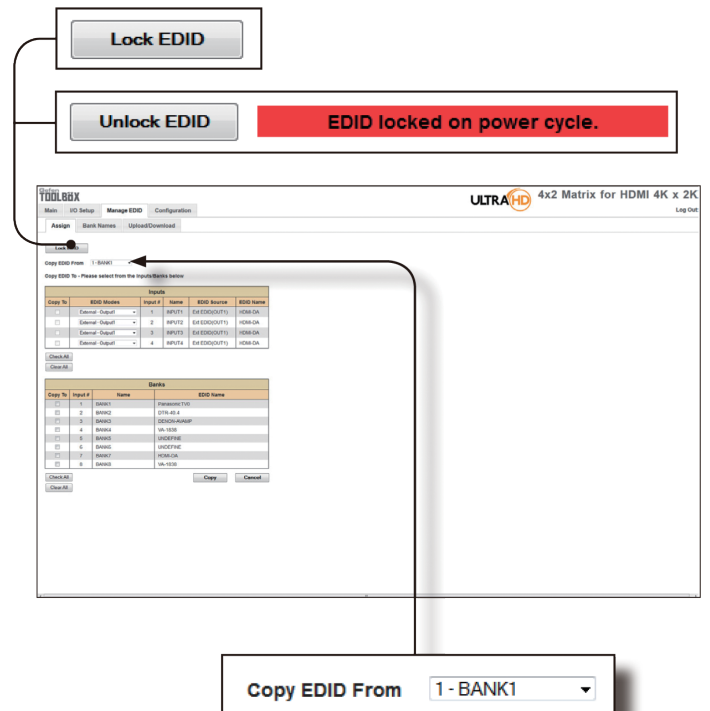 Lock EDID
Unlock EDID EDID locked on power cycle.
Gefen
TOOLBOX
ULTRA HD 4x2 Matrix for HDMI 4K x 2K
Main I/O Setup Manage EDID Configuration Log Out
Assign Bank Names Upload/Download
Lock EDID
Copy EDID From 1 - BANK1
Copy EDID To - Please select from the Inputs/Banks below
Inputs
Copy To EDID Modes Input # Name EDID Source EDID Name
External - Output1 1 INPUT1 Ext EDID(OUT1) HDMI-DA
External - Output1 2 INPUT2 Ext EDID(OUT1) HDMI-DA
External - Output1 3 INPUT3 Ext EDID(OUT1) HDMI-DA
External - Output1 4 INPUT4 Ext EDID(OUT1) HDMI-DA
Check All
Clear All
Banks
Copy To Input # Name EDID Name
1 BANK1 PanasonicTV0
2 BANK2 DTR-40.4
3 BANK3 DENON-AVAMP
4 BANK4 VA-1838
5 BANK5 UNDEFINE
6 BANK6 UNDEFINE
7 BANK7 HDMI-DA
8 BANK8 VA-1838
Check All Copy Cancel
Clear All
Copy EDID From 1 - BANK1